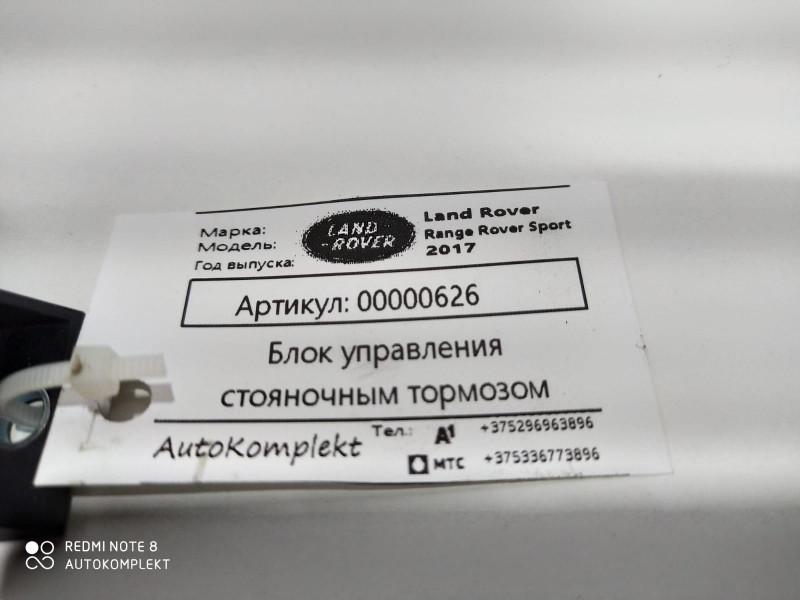 Марка: LAND Land Rover
Модель: -ROVER Range Rover Sport
Год выпуска: 2017
Артикул: 00000626
Блок управления
стояночным тормозом
AutoKomplekt Тел.: A1 +375296963896
МТС +375336773896
REDMI NOTE 8
AUTOKOMPLEKT